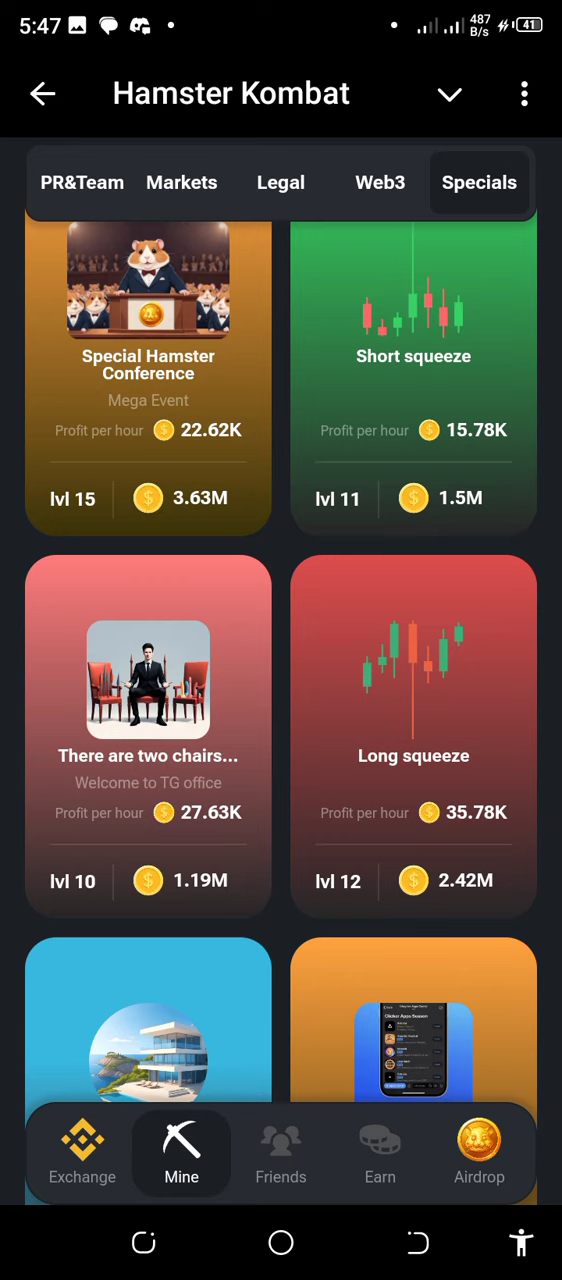 5:47
487
B/s
41
Hamster Kombat
PR&Team Markets Legal Web3 Specials
Special Hamster
Conference
Mega Event
Profit per hour 22.62K
lvl 15 3.63M
Short squeeze
Profit per hour 15.78K
lvl 11 1.5M
There are two chairs...
Welcome to TG office
Profit per hour 27.63K
lvl 10 1.19M
Long squeeze
Profit per hour 35.78K
lvl 12 2.42M
Clicker Apps Season
Exchange Mine Friends Earn Airdrop